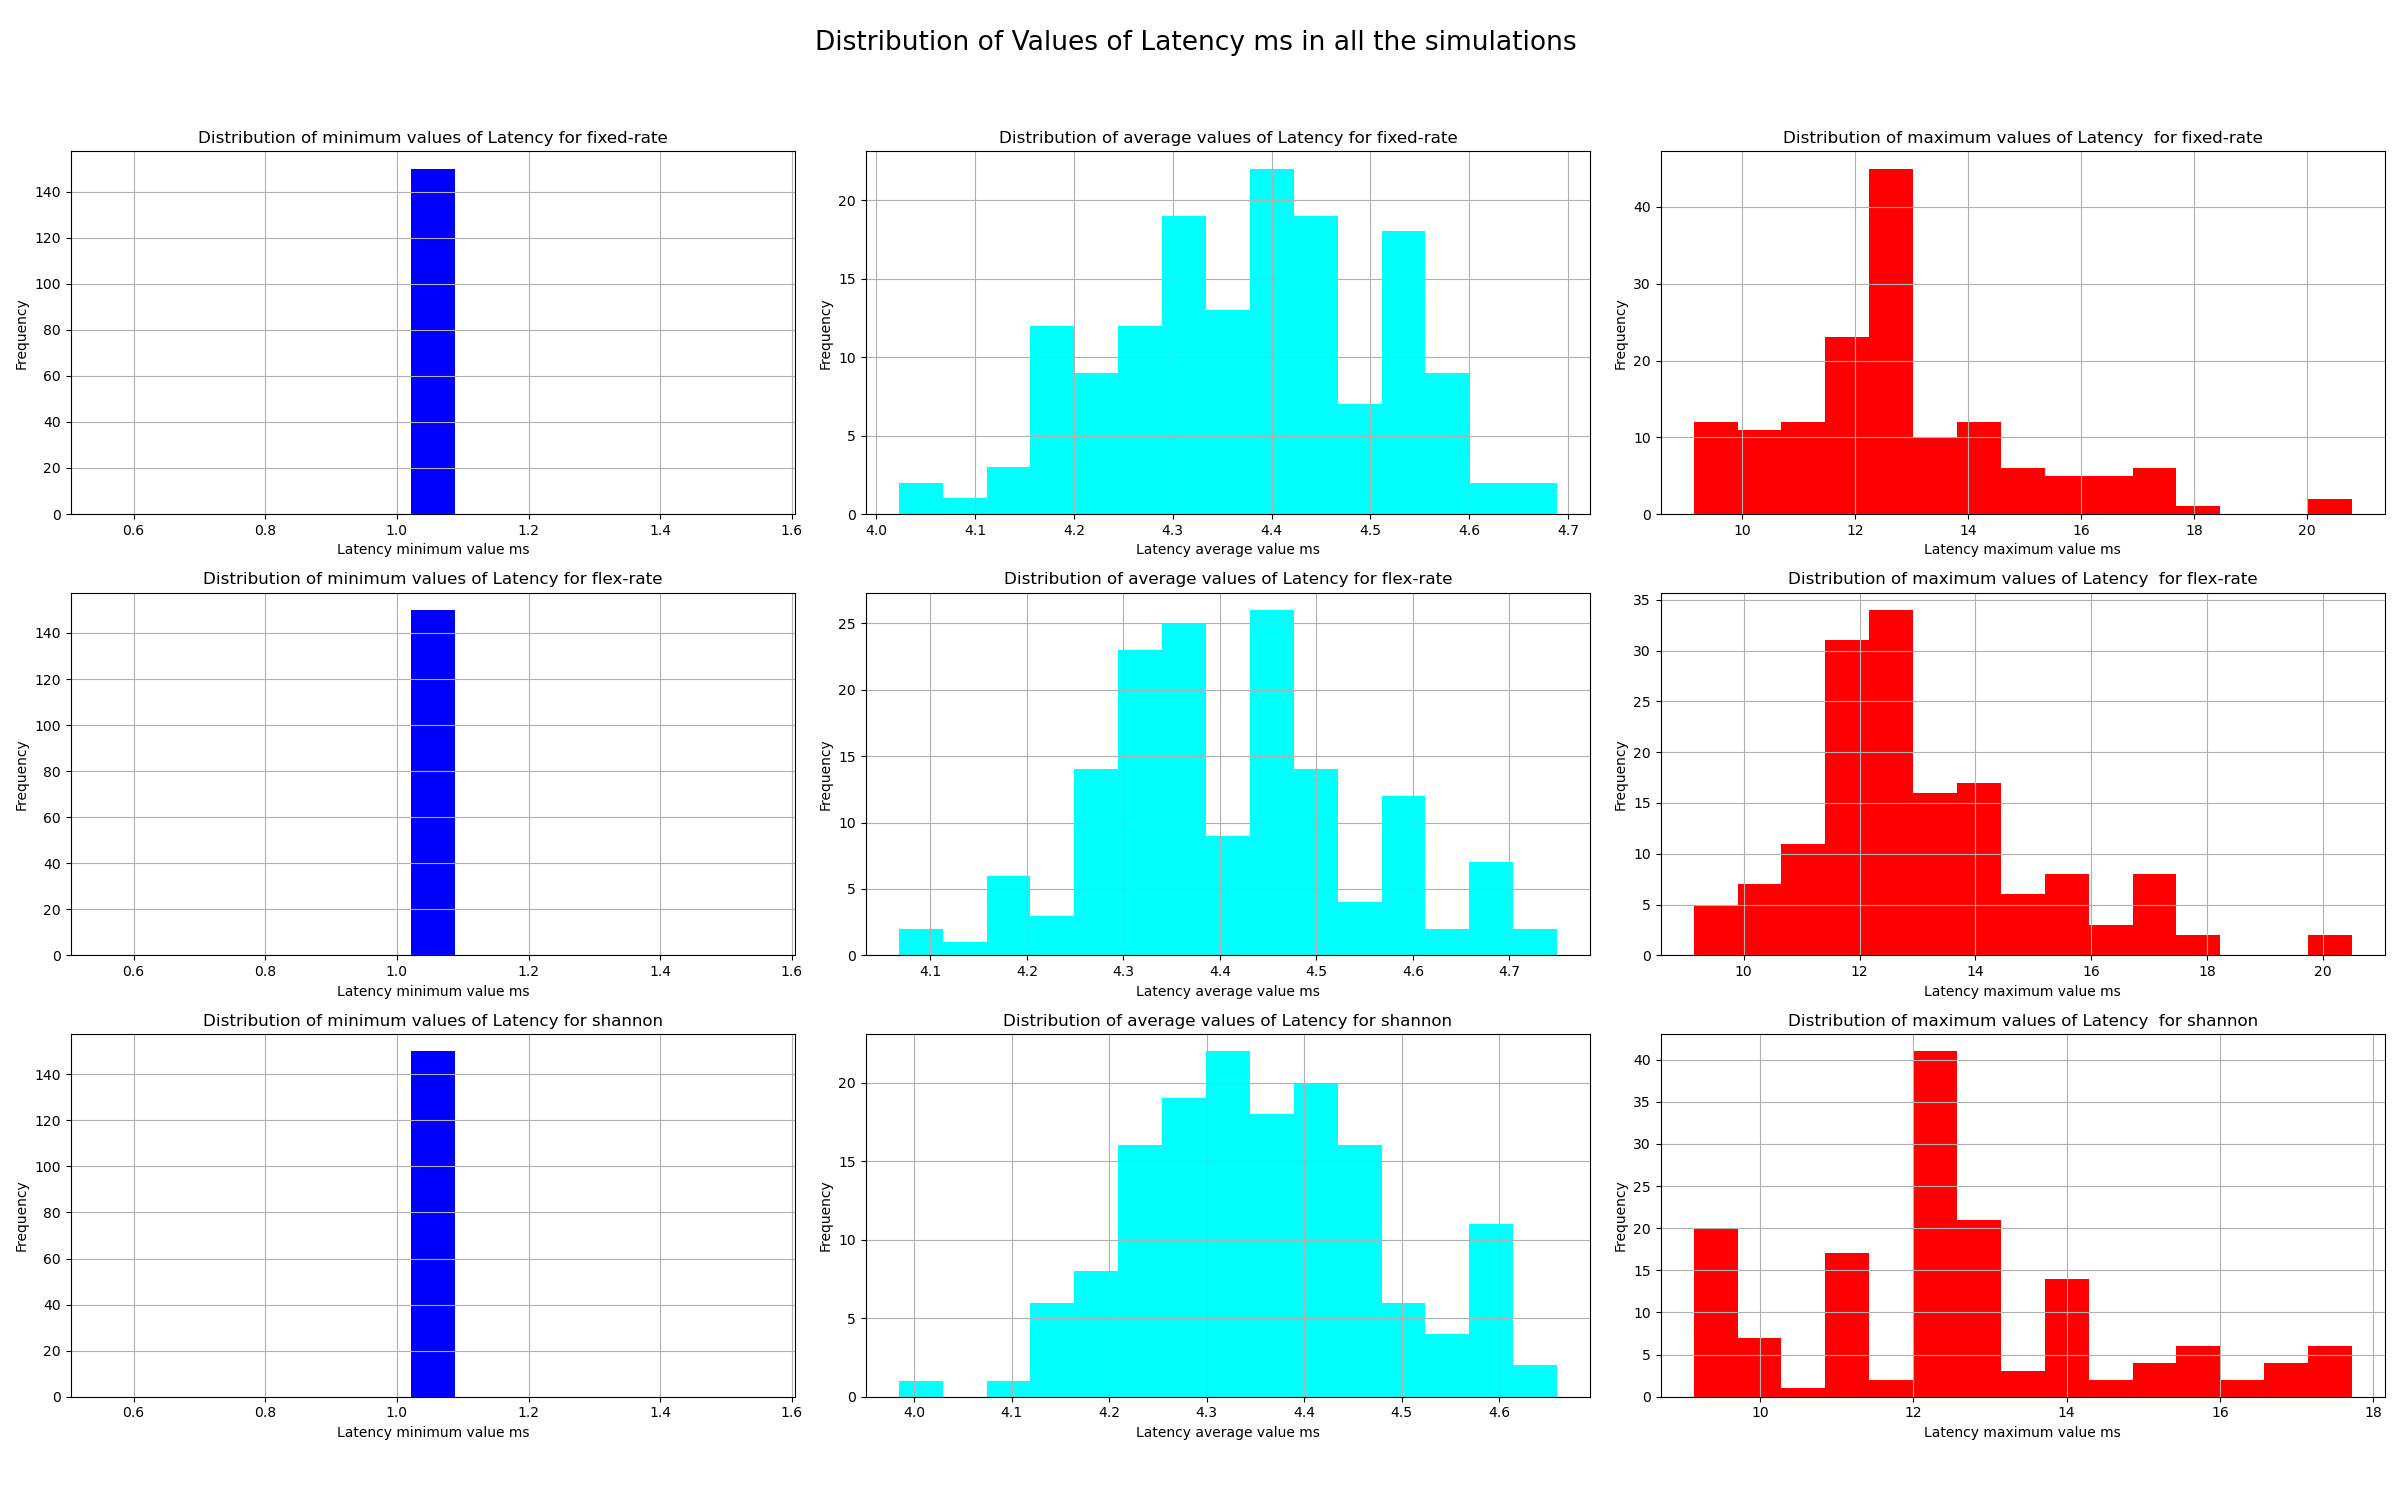 Distribution of Values of Latency ms in all the simulations
Distribution of minimum values of Latency for fixed-rate
Frequency
0 20 40 60 80 100 120 140
0.6 0.8 1.0 1.2 1.4 1.6
Latency minimum value ms
Distribution of average values of Latency for fixed-rate
Frequency
0 5 10 15 20
4.0 4.1 4.2 4.3 4.4 4.5 4.6 4.7
Latency average value ms
Distribution of maximum values of Latency  for fixed-rate
Frequency
0 10 20 30 40
10 12 14 16 18 20
Latency maximum value ms
Distribution of minimum values of Latency for flex-rate
Frequency
0 20 40 60 80 100 120 140
0.6 0.8 1.0 1.2 1.4 1.6
Latency minimum value ms
Distribution of average values of Latency for flex-rate
Frequency
0 5 10 15 20 25
4.1 4.2 4.3 4.4 4.5 4.6 4.7
Latency average value ms
Distribution of maximum values of Latency  for flex-rate
Frequency
0 5 10 15 20 25 30 35
10 12 14 16 18 20
Latency maximum value ms
Distribution of minimum values of Latency for shannon
Frequency
0 20 40 60 80 100 120 140
0.6 0.8 1.0 1.2 1.4 1.6
Latency minimum value ms
Distribution of average values of Latency for shannon
Frequency
0 5 10 15 20
4.0 4.1 4.2 4.3 4.4 4.5 4.6
Latency average value ms
Distribution of maximum values of Latency  for shannon
Frequency
0 5 10 15 20 25 30 35 40
10 12 14 16 18
Latency maximum value ms